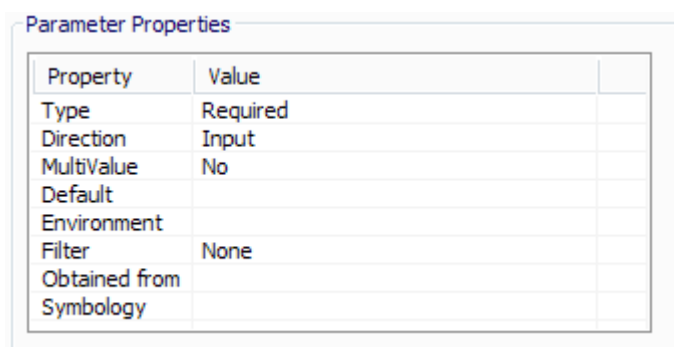 Parameter Properties
Property Value
Type Required
Direction Input
MultiValue No
Default
Environment
Filter None
Obtained from
Symbology